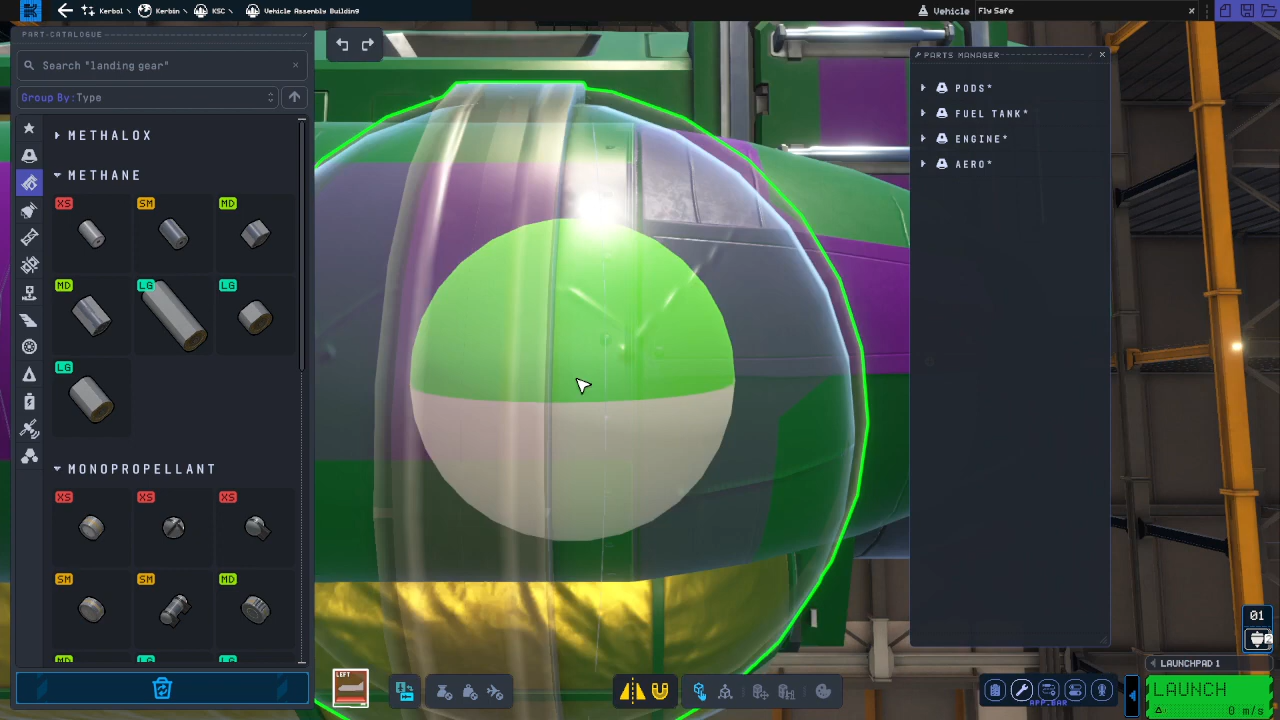 Kerbol
Kerbin
KSC
Vehicle Assembly Building
Vehicle
Fly Safe
PART-CATALOGUE
Search "landing gear"
Group By: Type
METHALOX
METHANE
XS
SM
MD
MD
LG
LG
LG
MONOPROPELLANT
XS
XS
XS
SM
SM
MD
PARTS MANAGER
PODS*
FUEL TANK*
ENGINE*
AERO*
LEFT
APP.BAR
01
LAUNCHPAD 1
LAUNCH
0 m/s